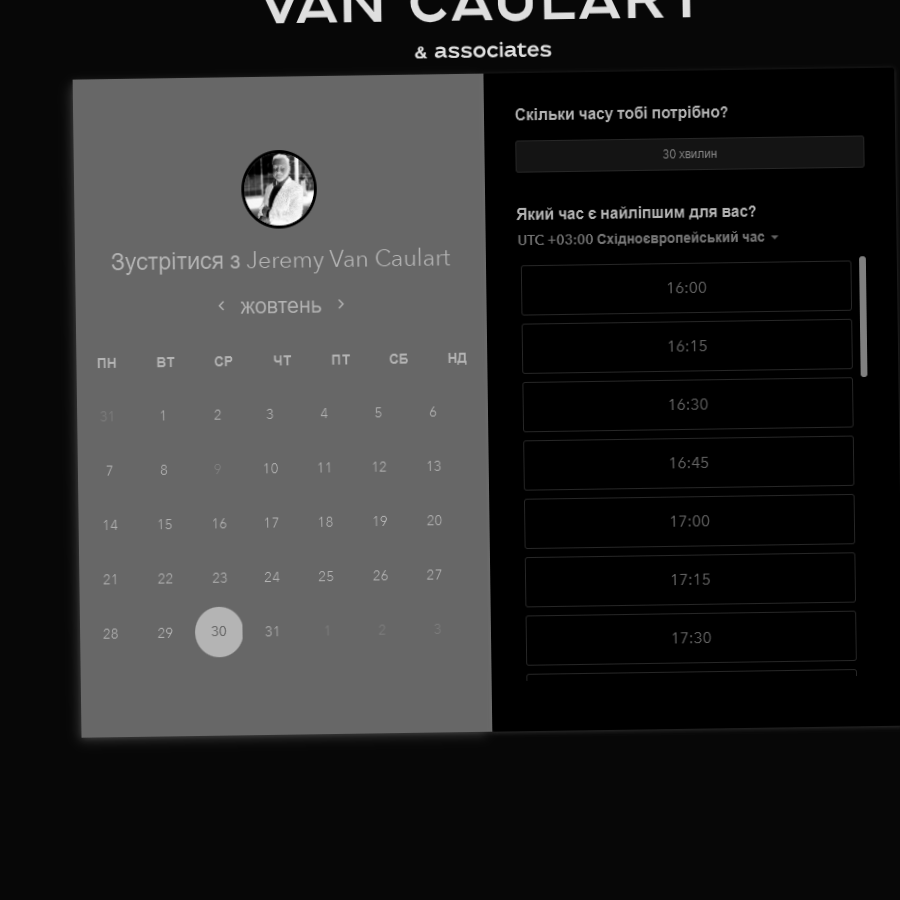 VAN CAULART
& associates
Зустрітися з Jeremy Van Caulart
‹ жовтень ›
ПН ВТ СР ЧТ ПТ СБ НД
31 1 2 3 4 5 6
7 8 9 10 11 12 13
14 15 16 17 18 19 20
21 22 23 24 25 26 27
28 29 30 31 1 2 3
Скільки часу тобі потрібно?
30 хвилин
Який час є найліпшим для вас?
UTC +03:00 Східноєвропейський час
16:00
16:15
16:30
16:45
17:00
17:15
17:30